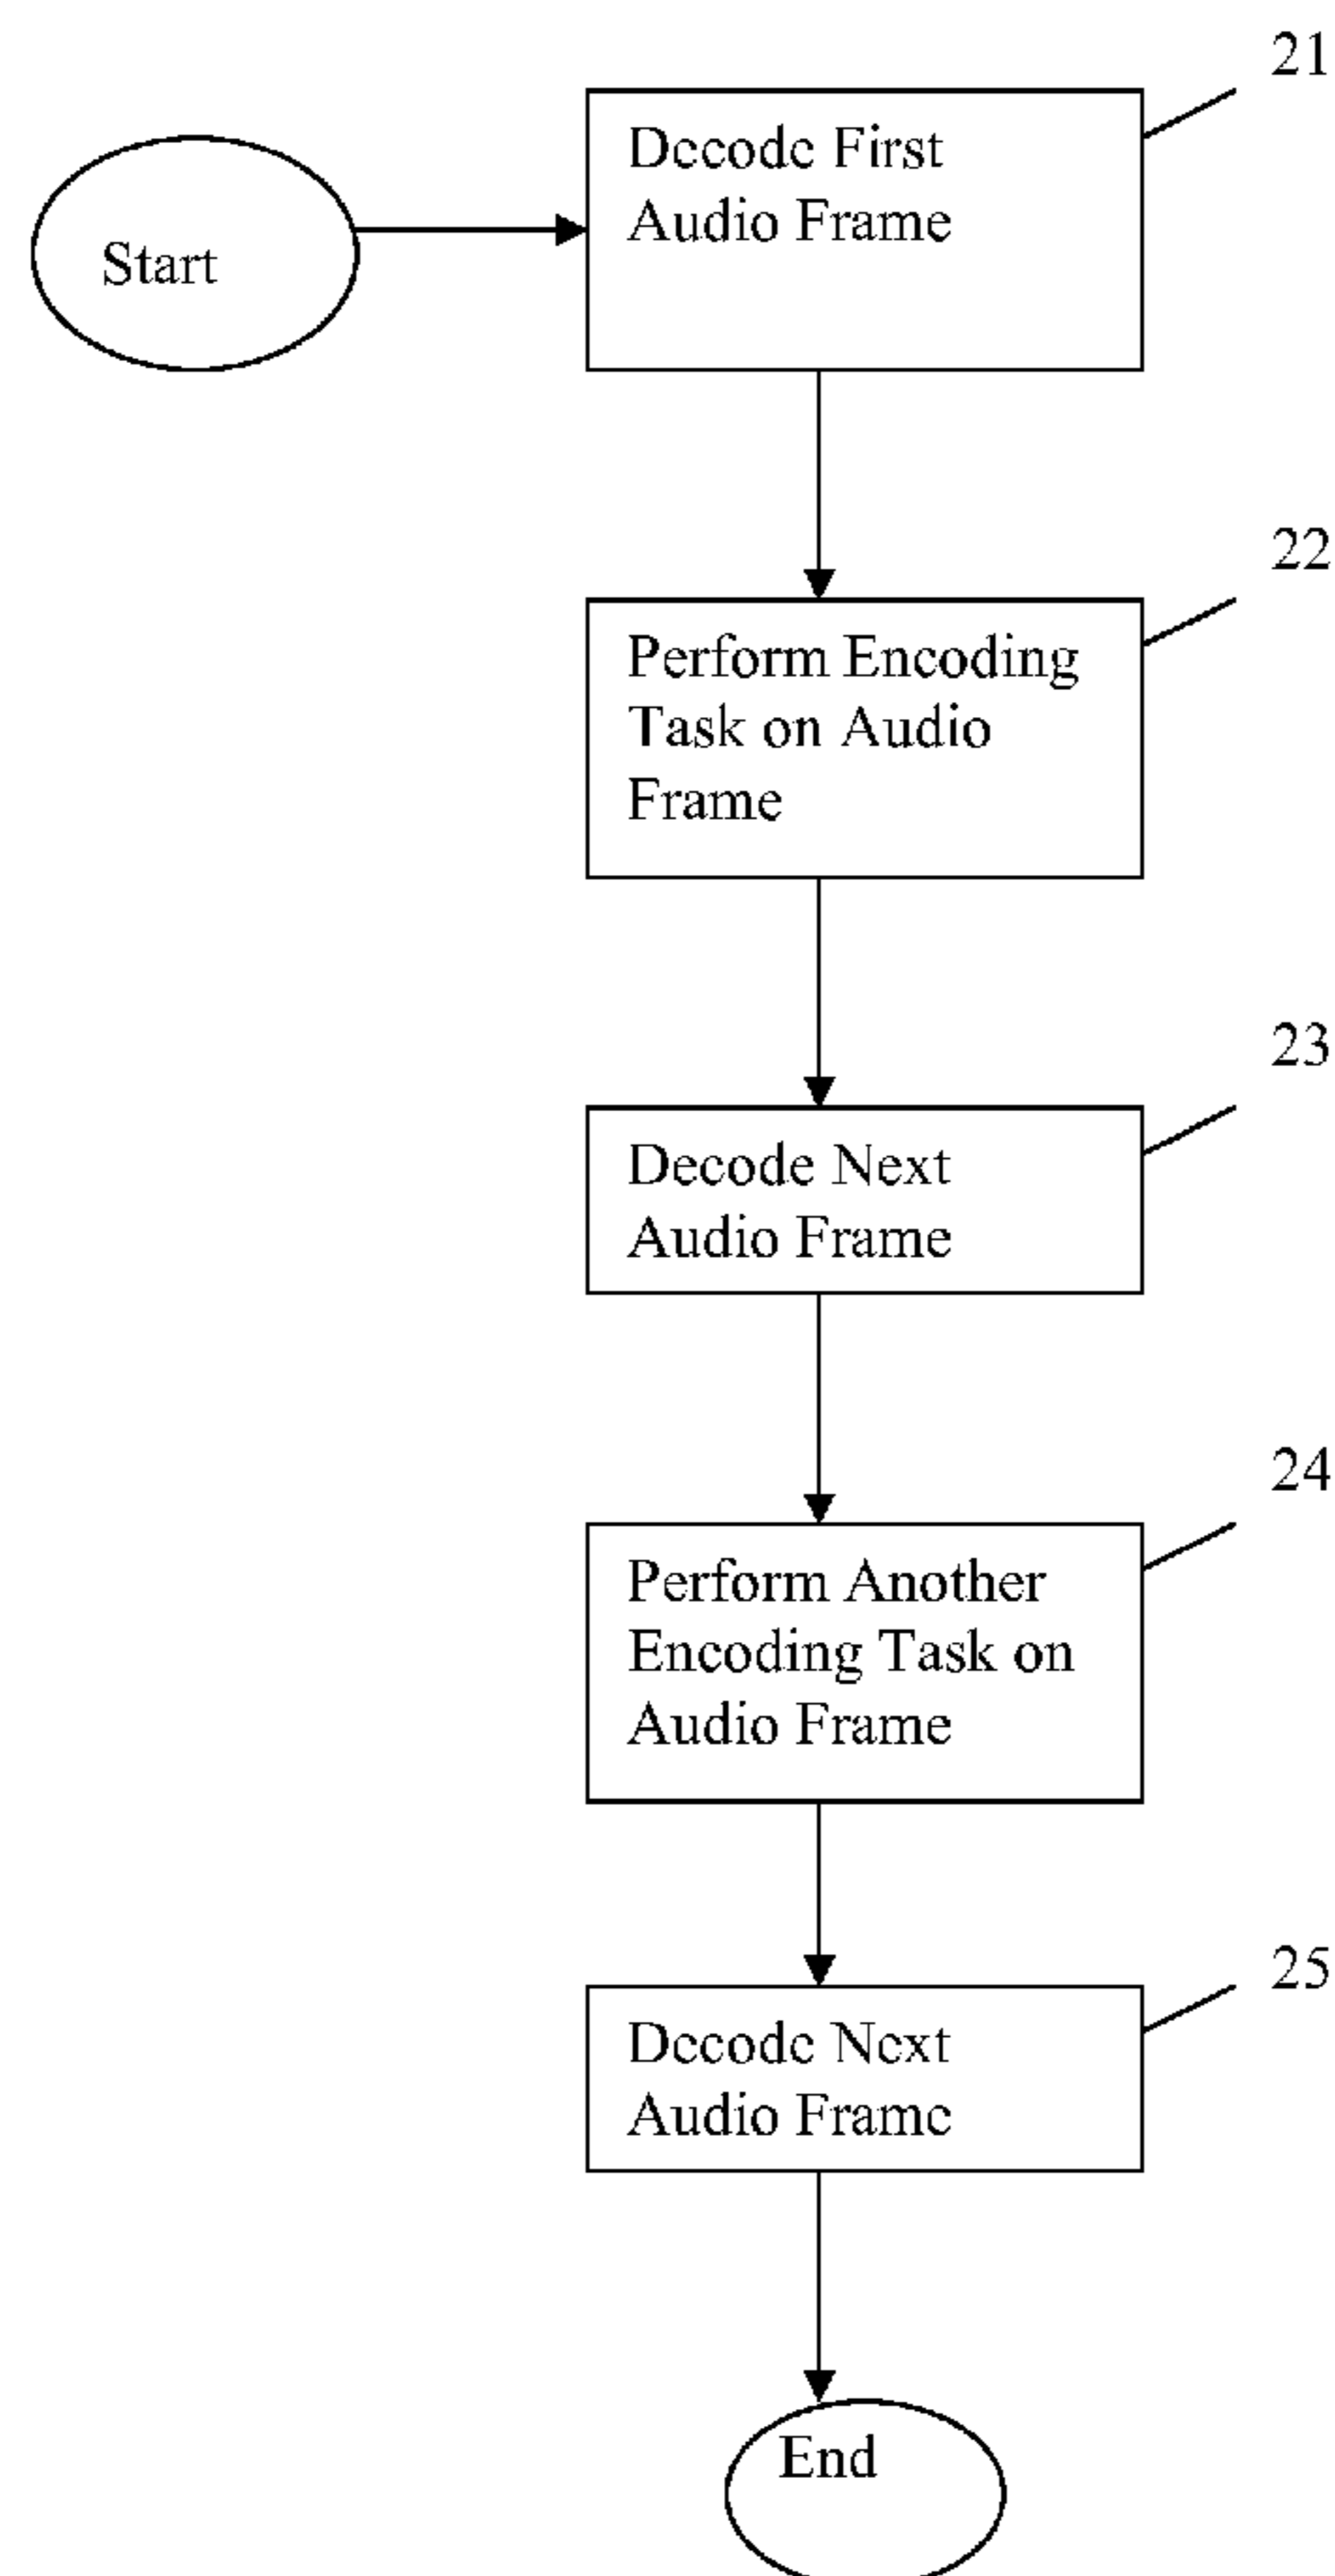 21
Start
Decode First
Audio Frame
22
Perform Encoding
Task on Audio
Frame
23
Decode Next
Audio Frame
24
Perform Another
Encoding Task on
Audio Frame
25
Decode Next
Audio Frame
End